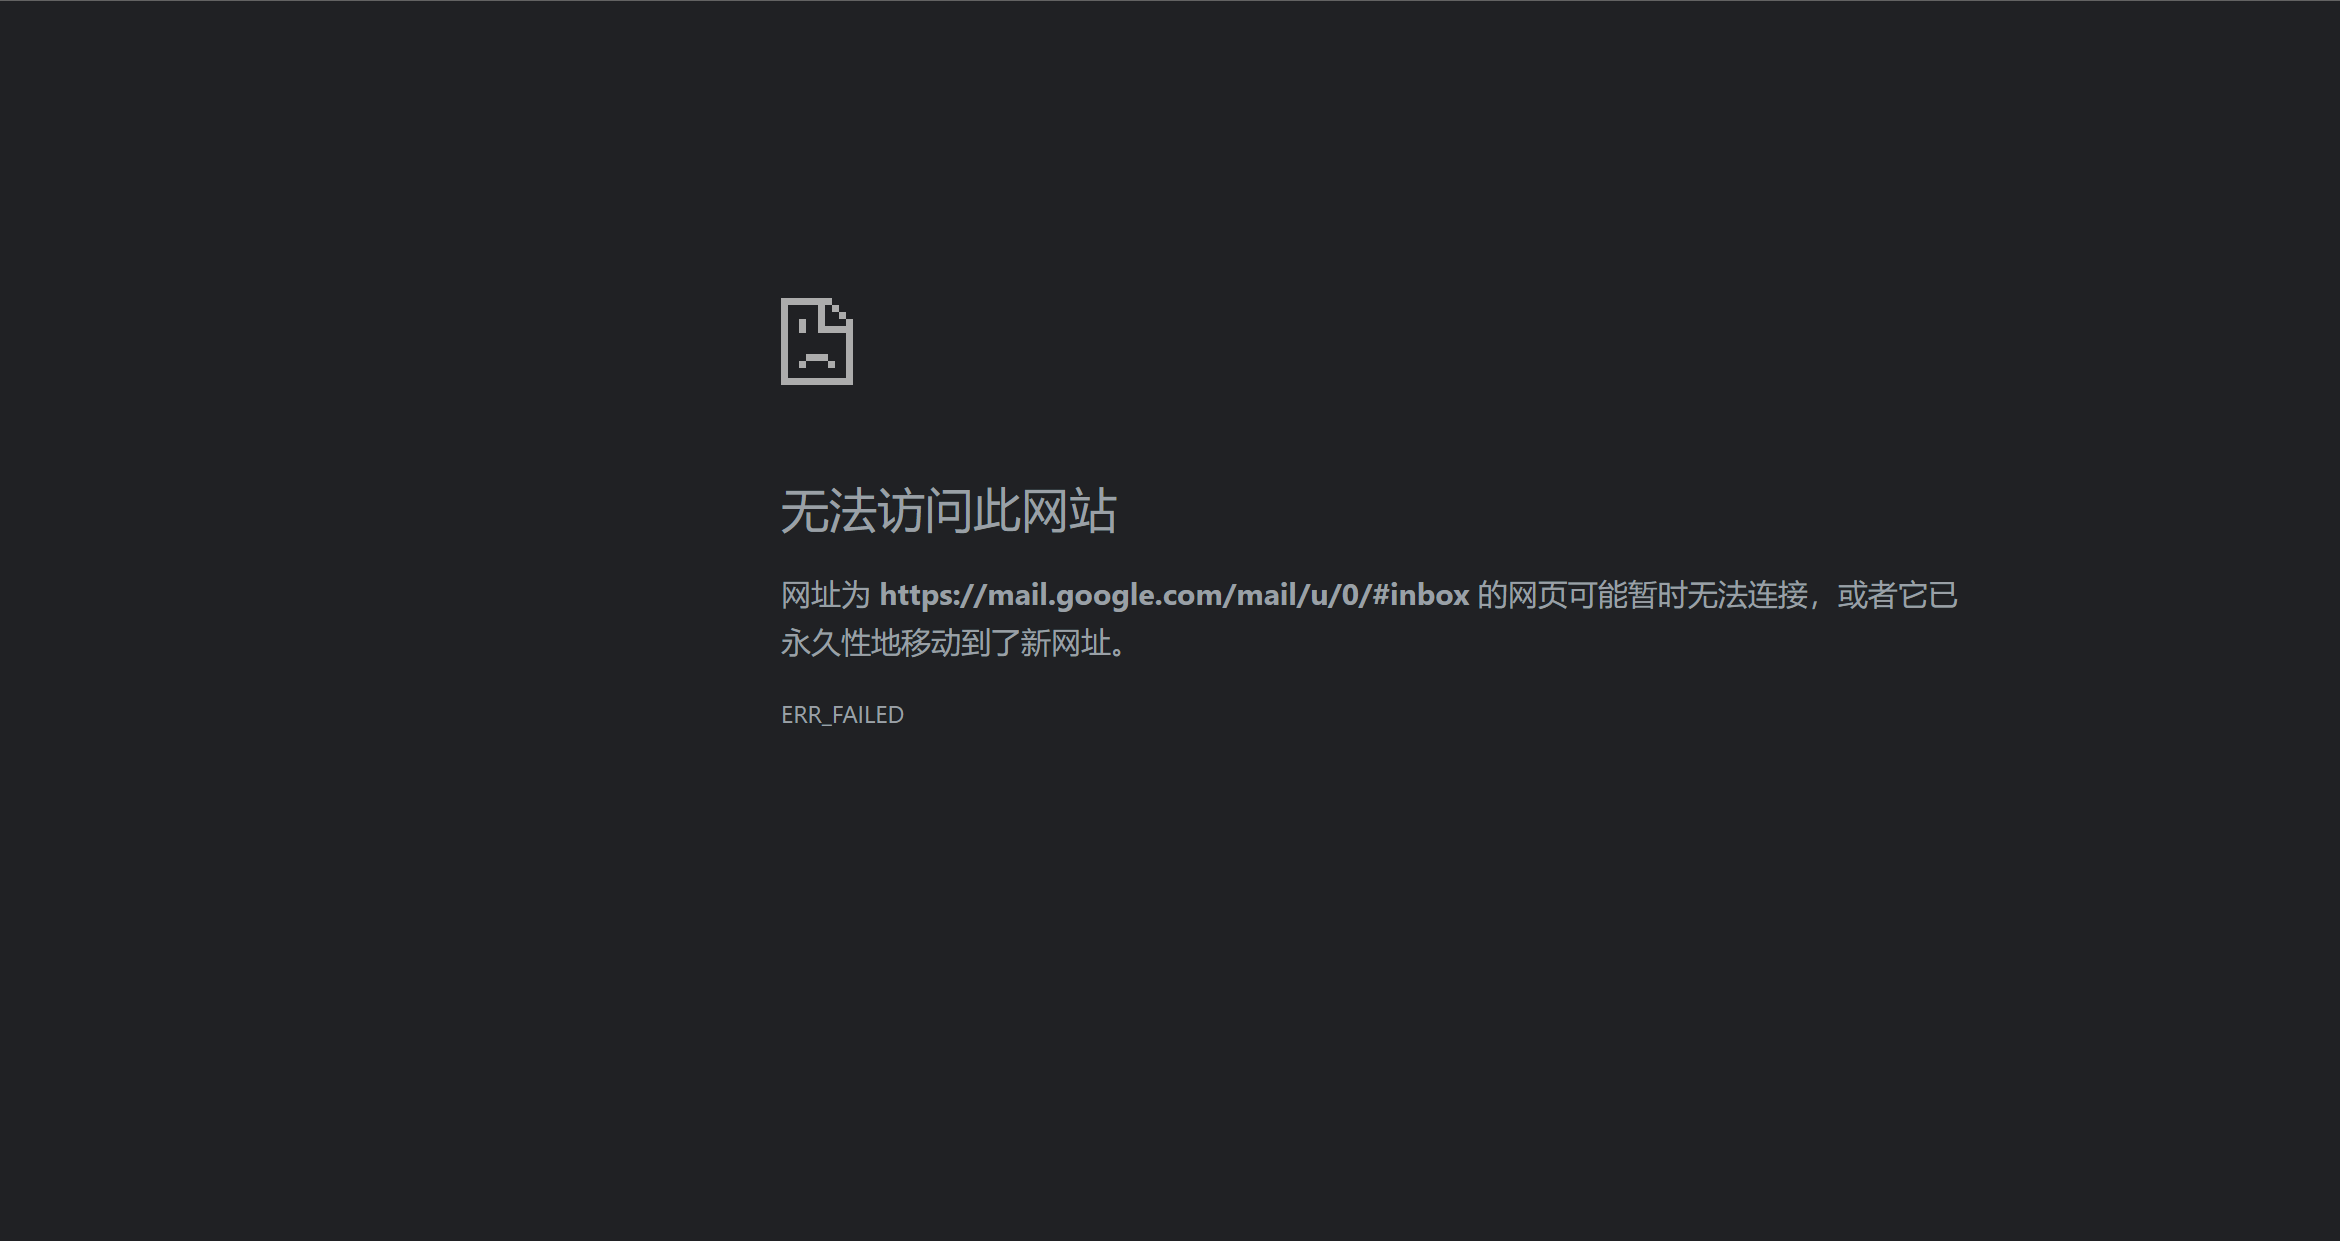 无法访问此网站
网址为 https://mail.google.com/mail/u/0/#inbox 的网页可能暂时无法连接，或者它已
永久性地移动到了新网址。
ERR_FAILED